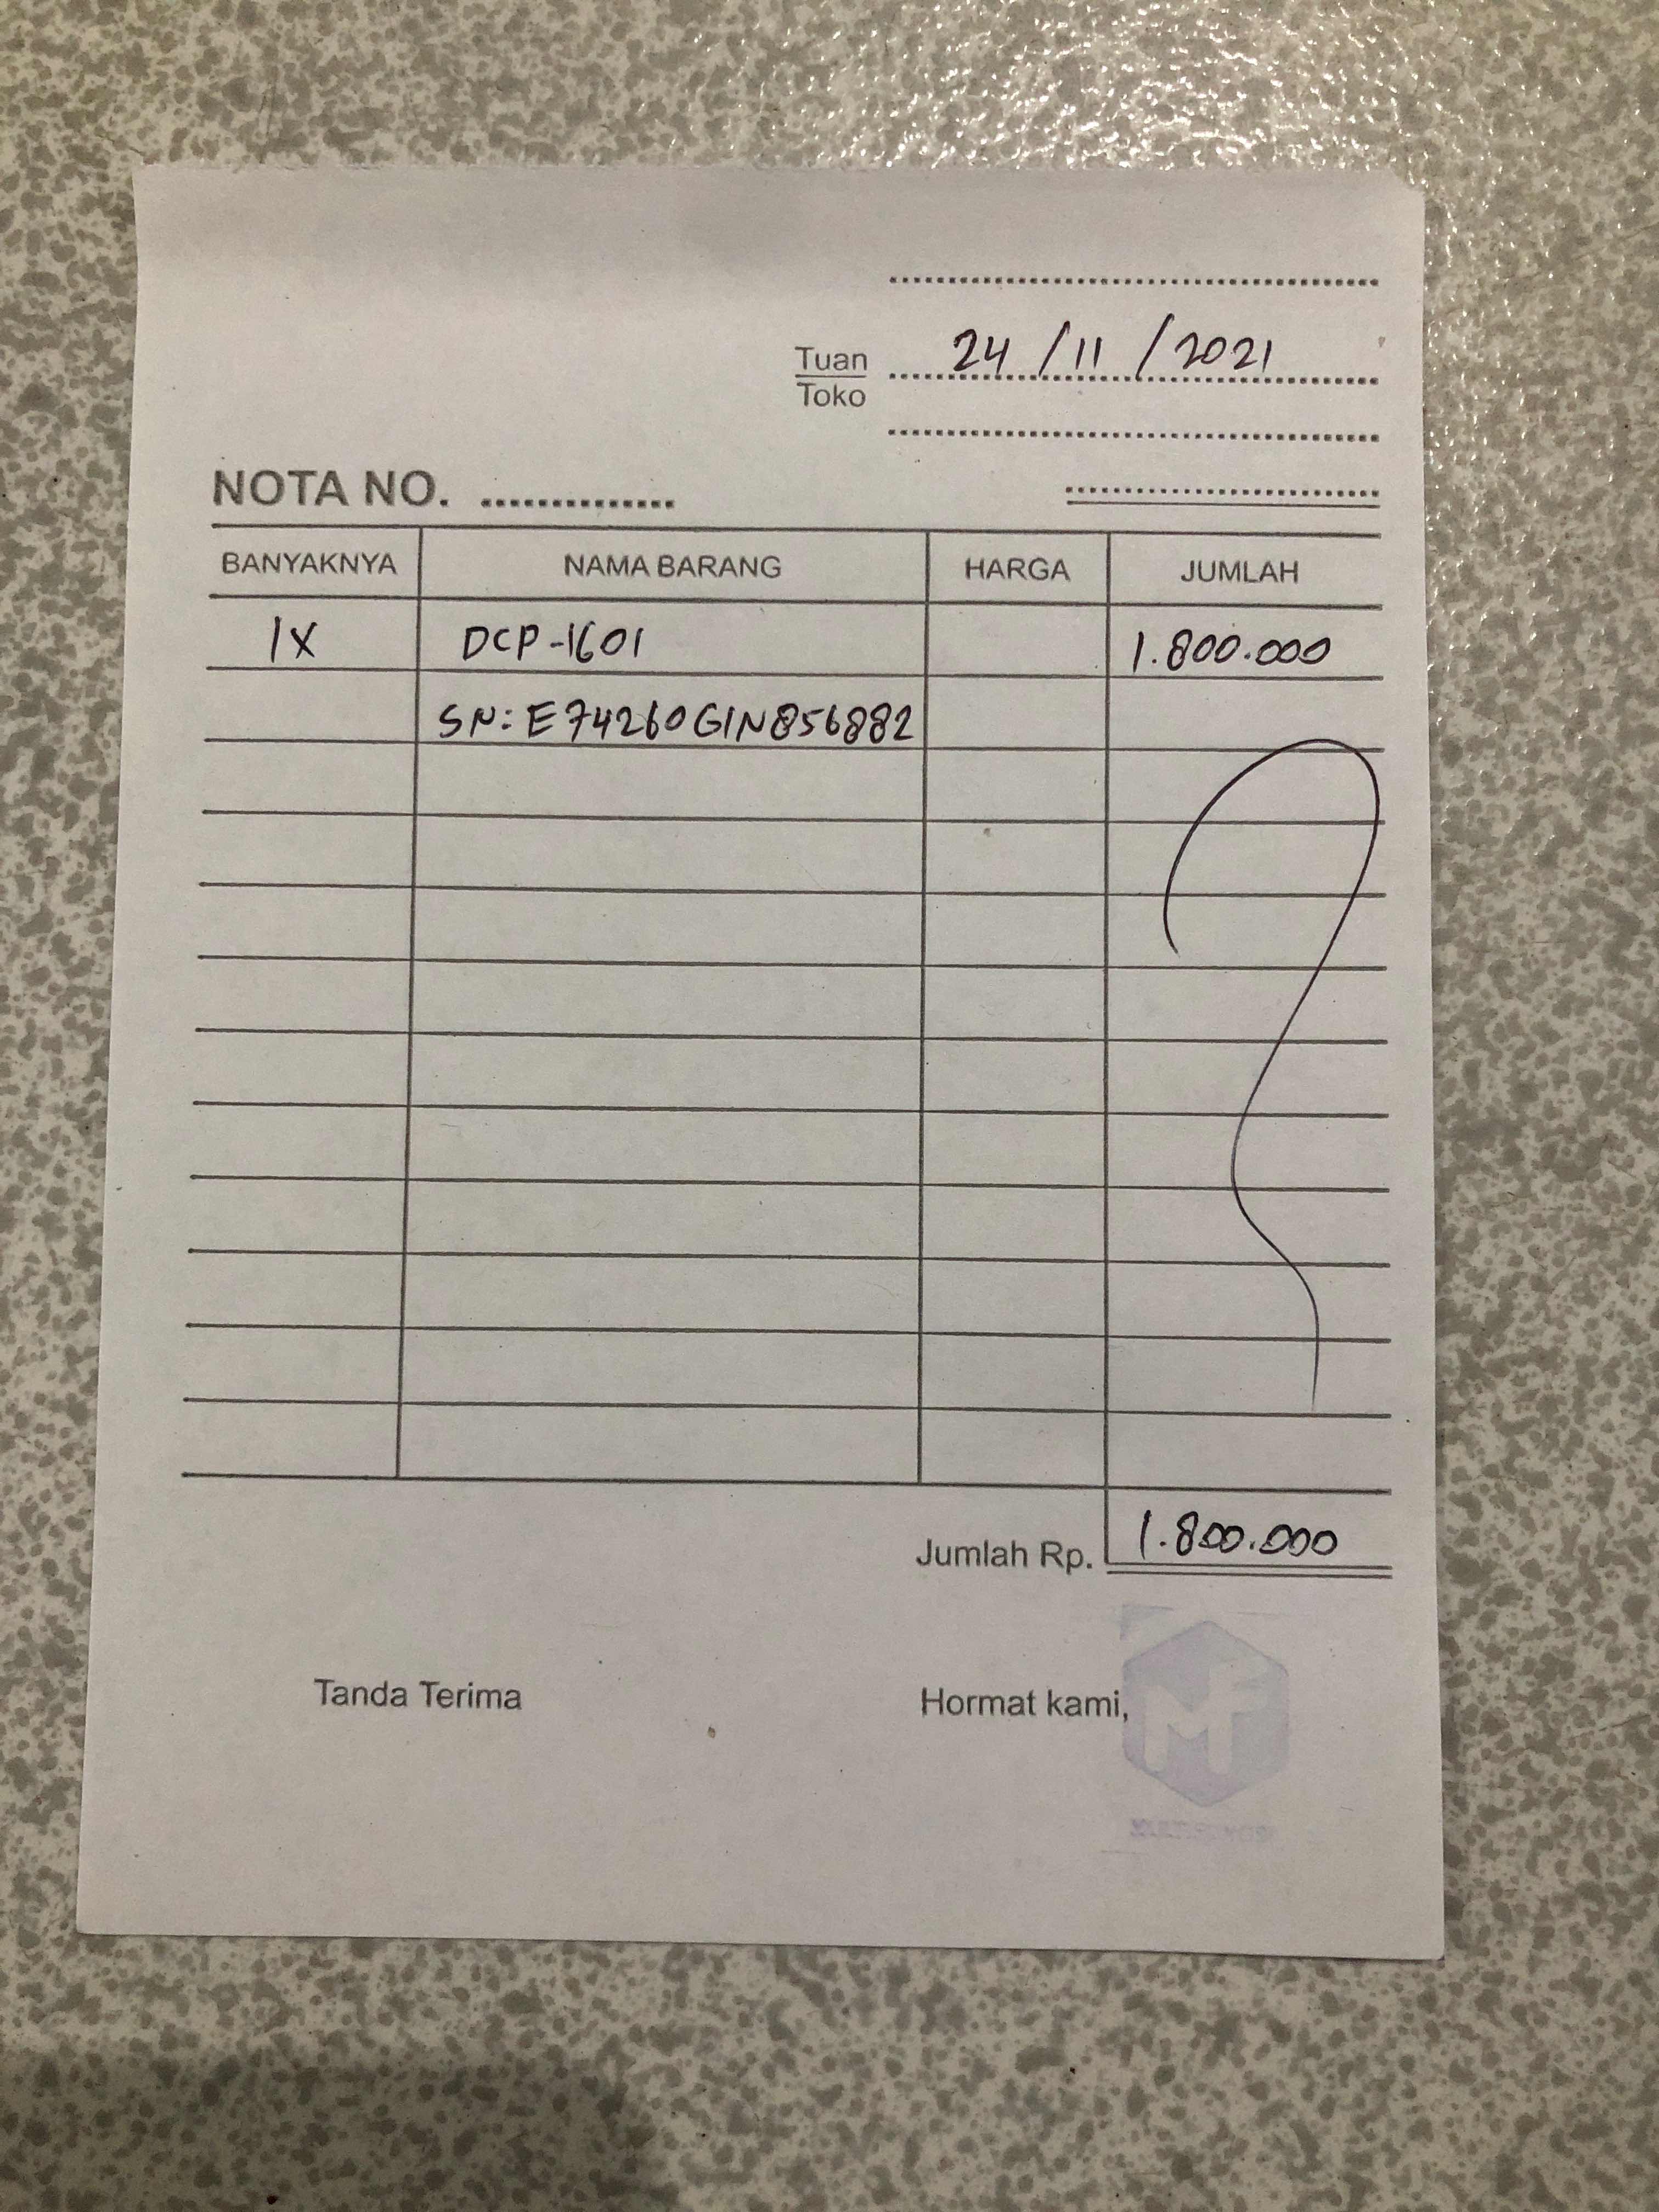 24/11/2021
Tuan
Toko
NOTA NO.
BANYAKNYA NAMA BARANG HARGA JUMLAH
1X DCP-1601 1.800.000
SN: E74260G1N856882
Jumlah Rp. 1.800.000
Tanda Terima Hormat kami,
MF